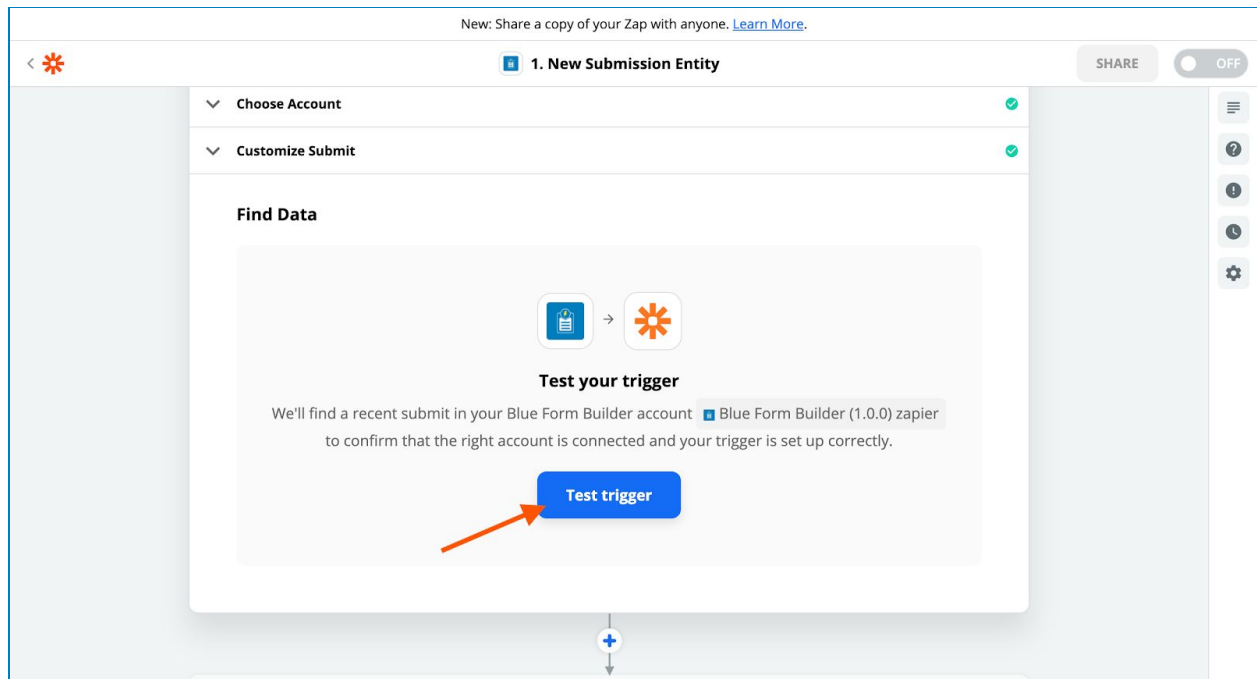 New: Share a copy of your Zap with anyone. Learn More.
1. New Submission Entity
SHARE
OFF
Choose Account
Customize Submit
Find Data
Test your trigger
We'll find a recent submit in your Blue Form Builder account Blue Form Builder (1.0.0) zapier
to confirm that the right account is connected and your trigger is set up correctly.
Test trigger